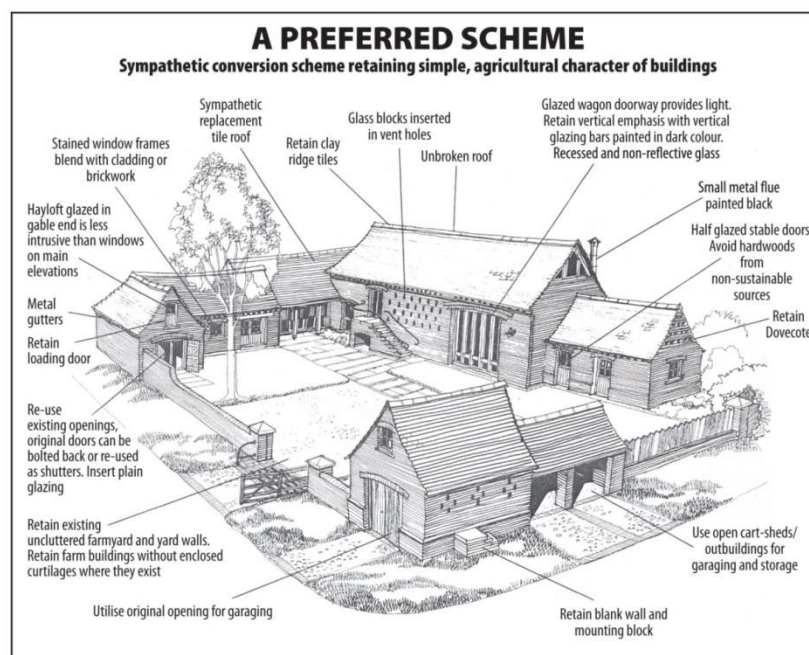 A PREFERRED SCHEME
Sympathetic conversion scheme retaining simple, agricultural character of buildings
Sympathetic
replacement
tile roof
Glass blocks inserted
in vent holes
Glazed wagon doorway provides light.
Retain vertical emphasis with vertical
glazing bars painted in dark colour.
Recessed and non-reflective glass
Stained window frames
blend with cladding or
brickwork
Retain clay
ridge tiles
Unbroken roof
Small metal flue
painted black
Hayloft glazed in
gable end is less
intrusive than windows
on main
elevations
Half glazed stable doors
Avoid hardwoods
from
non-sustainable
sources
Metal
gutters
Retain
Dovecote
Retain
loading door
Re-use
existing openings,
original doors can be
bolted back or re-used
as shutters. Insert plain
glazing
Retain existing
uncluttered farmyard and yard walls.
Retain farm buildings without enclosed
curtilages where they exist
Use open cart-sheds/
outbuildings for
garaging and storage
Utilise original opening for garaging
Retain blank wall and
mounting block